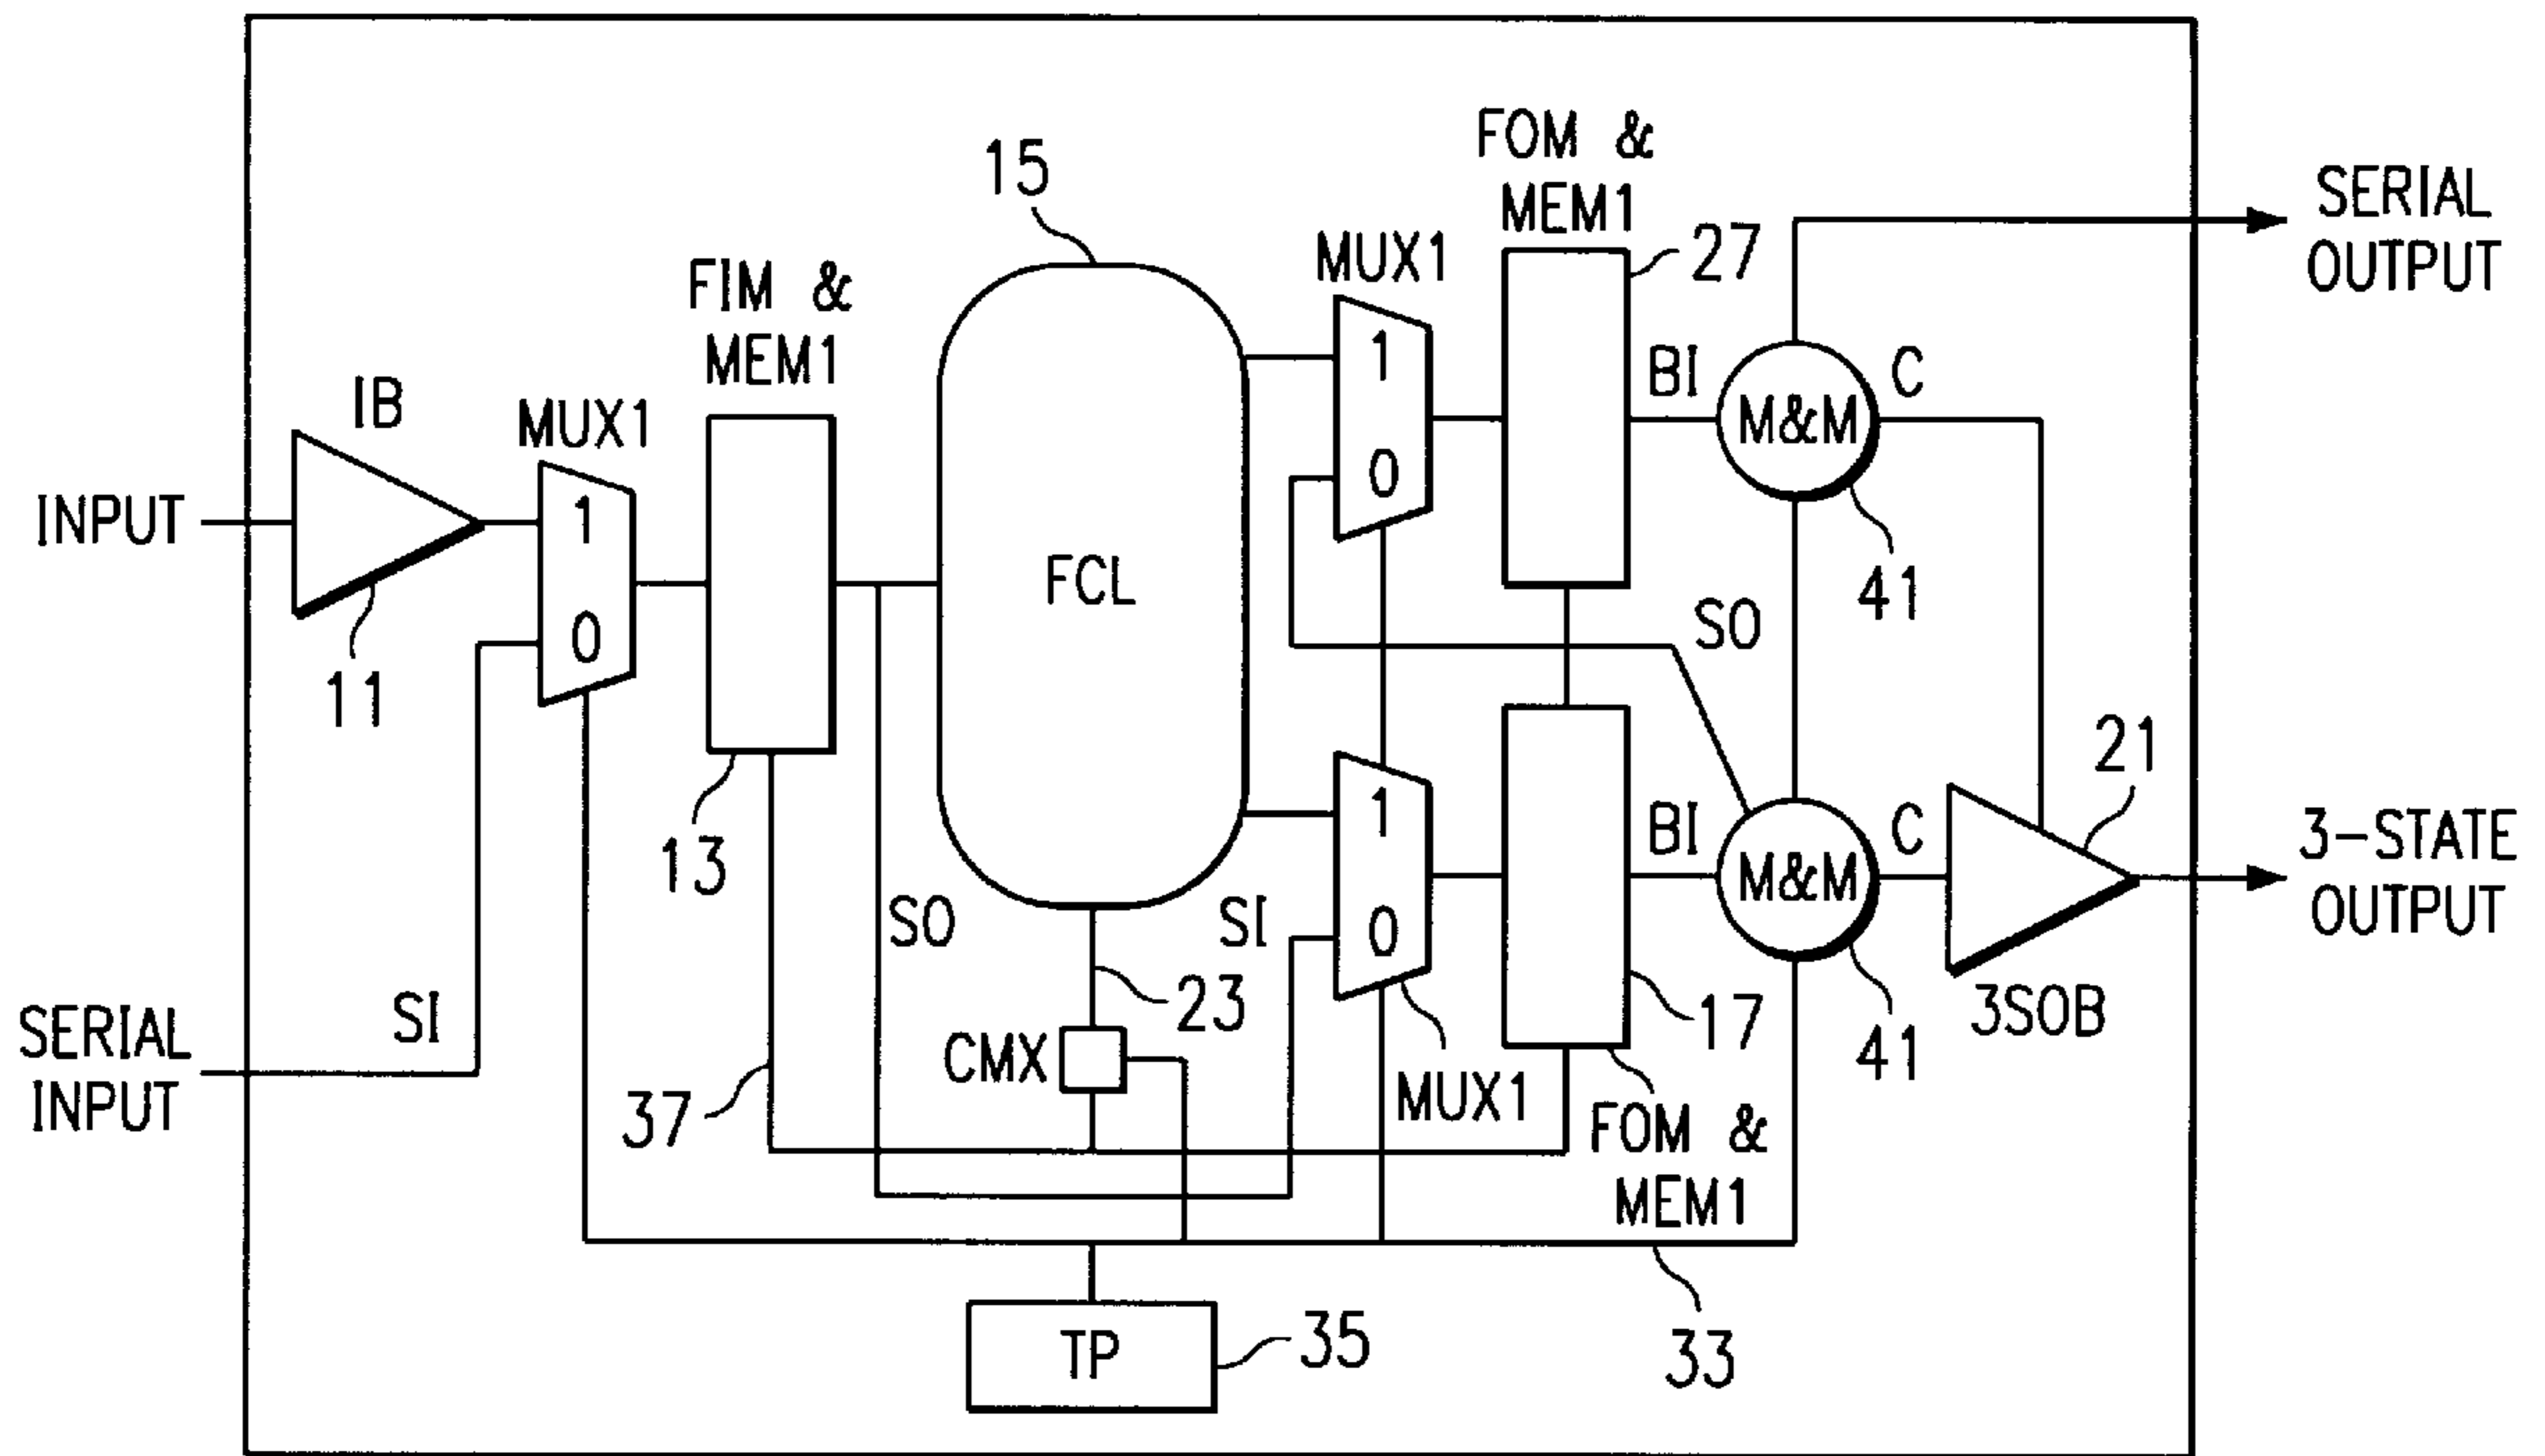 15
FOM &
MEM1
27
SERIAL
OUTPUT
MUX1
FIM &
MEM1
1
0
BI
M&M
C
41
IB
MUX1
INPUT
1
0
11
13
FCL
SO
21
1
0
BI
M&M
C
3-STATE
OUTPUT
SO
SI
23
17
3SOB
41
SERIAL
INPUT
SI
37
CMX
MUX1
FOM &
MEM1
TP
35
33